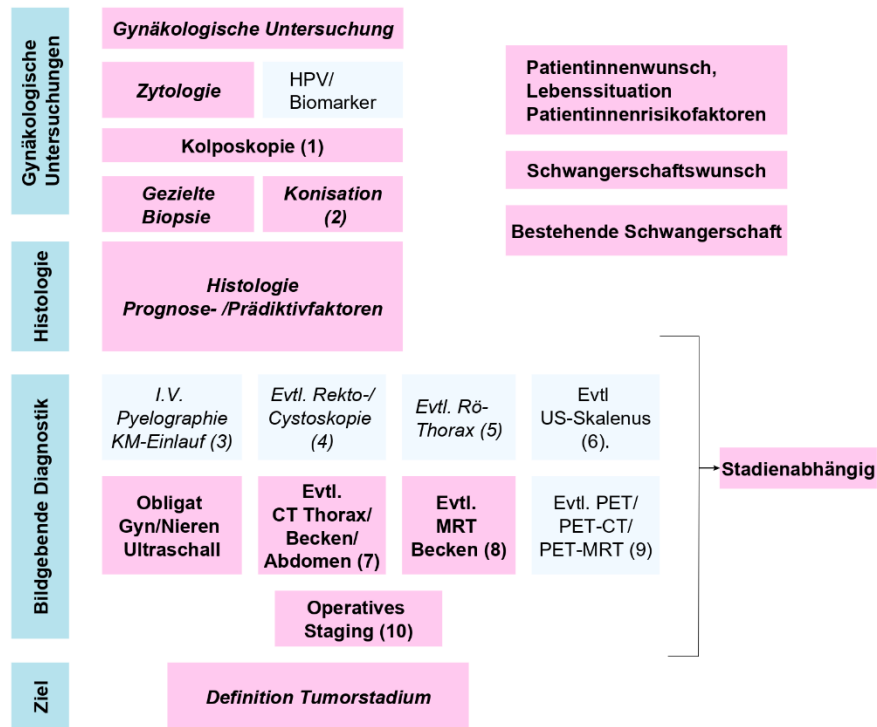 Gynäkologische
Untersuchungen
Gynäkologische Untersuchung
Zytologie
HPV/
Biomarker
Kolposkopie (1)
Gezielte
Biopsie
Konisation
(2)
Patientinnenwunsch,
Lebenssituation
Patientinnenrisikofaktoren
Schwangerschaftswunsch
Bestehende Schwangerschaft
Histologie
Histologie
Prognose- /Prädiktivfaktoren
Bildgebende Diagnostik
I.V.
Pyelographie
KM-Einlauf (3)
Evtl. Rekto-/
Cystoskopie
(4)
Evtl. Rö-
Thorax (5)
Evtl
US-Skalenus
(6).
Obligat
Gyn/Nieren
Ultraschall
Evtl.
CT Thorax/
Becken/
Abdomen (7)
Evtl.
MRT
Becken (8)
Evtl. PET/
PET-CT/
PET-MRT (9)
Operatives
Staging (10)
Stadienabhängig
Ziel
Definition Tumorstadium